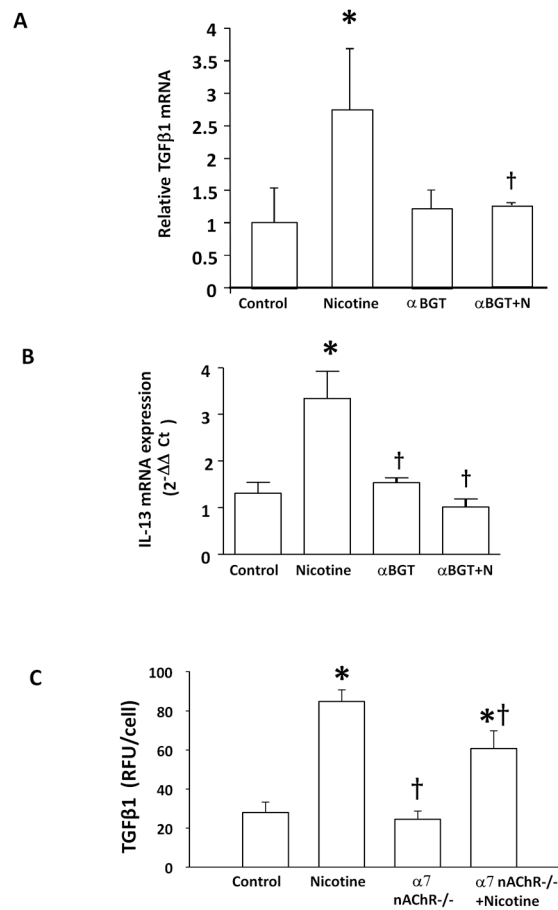 A
*
Relative TGFβ1 mRNA
4
3.5
3
2.5
2
1.5
1
0.5
0
†
Control Nicotine α BGT αBGT+N
B
*
IL-13 mRNA expression
(2-ΔΔ Ct)
4
3
2
1
0
†
†
Control Nicotine αBGT αBGT+N
C
*
TGFβ1 (RFU/cell)
100
80
60
40
20
0
*†
†
Control Nicotine α7 α7 nAChR-/-
nAChR-/- +Nicotine